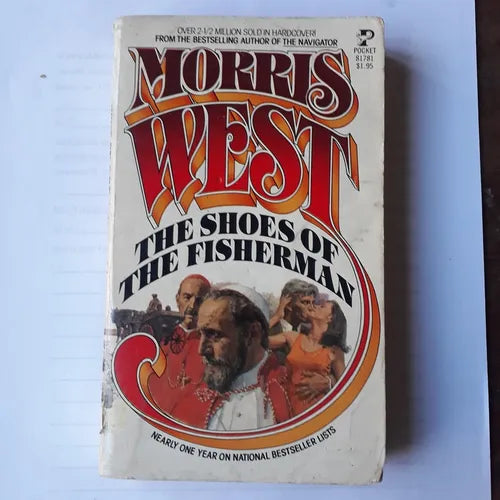 OVER 2-1/2 MILLION SOLD IN HARDCOVER!
FROM THE BESTSELLING AUTHOR OF THE NAVIGATOR
POCKET
81781
$1.95
MORRIS
WEST
THE SHOES OF
THE FISHERMAN
NEARLY ONE YEAR ON NATIONAL BESTSELLER LISTS